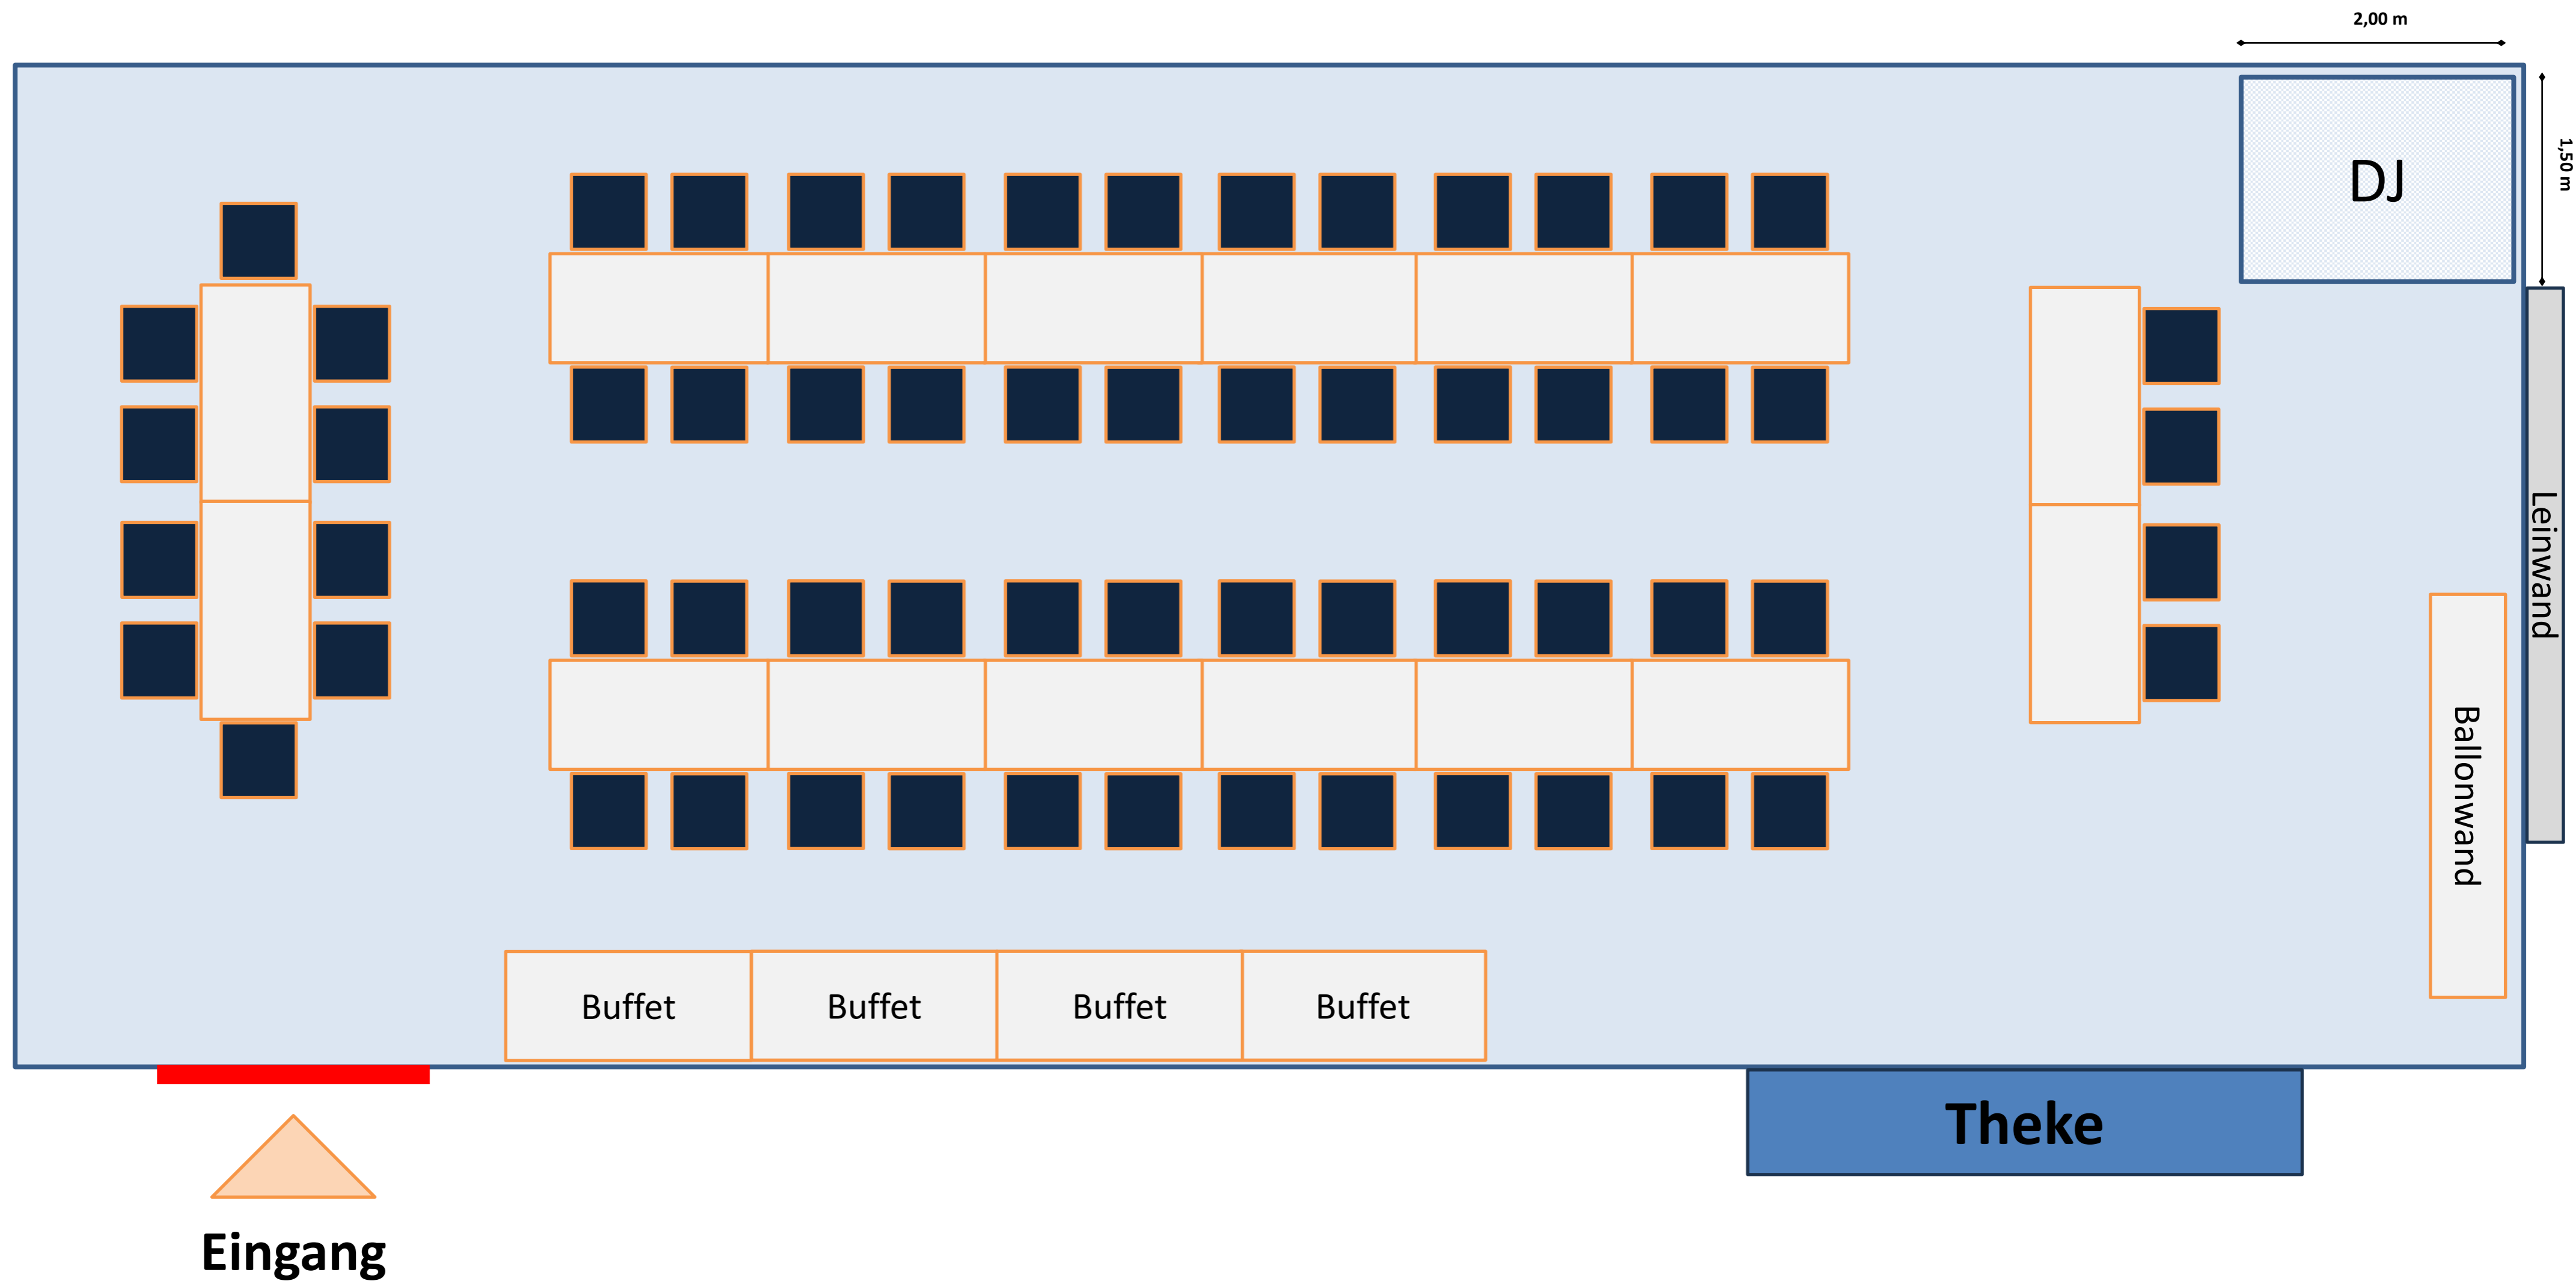 2,00 m
1,50 m
DJ
Leinwand
Ballonwand
Buffet
Buffet
Buffet
Buffet
Theke
Eingang